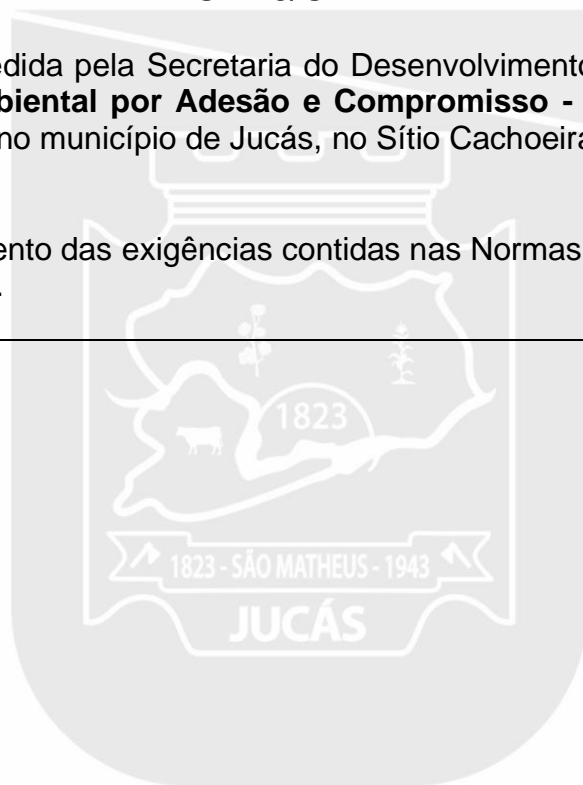 edida pela Secretaria do Desenvolvimento
biental por Adesão e Compromisso -
no município de Jucás, no Sítio Cachoeira
ento das exigências contidas nas Normas
.
1823
1823 - SÃO MATHEUS - 1943
JUCÁS